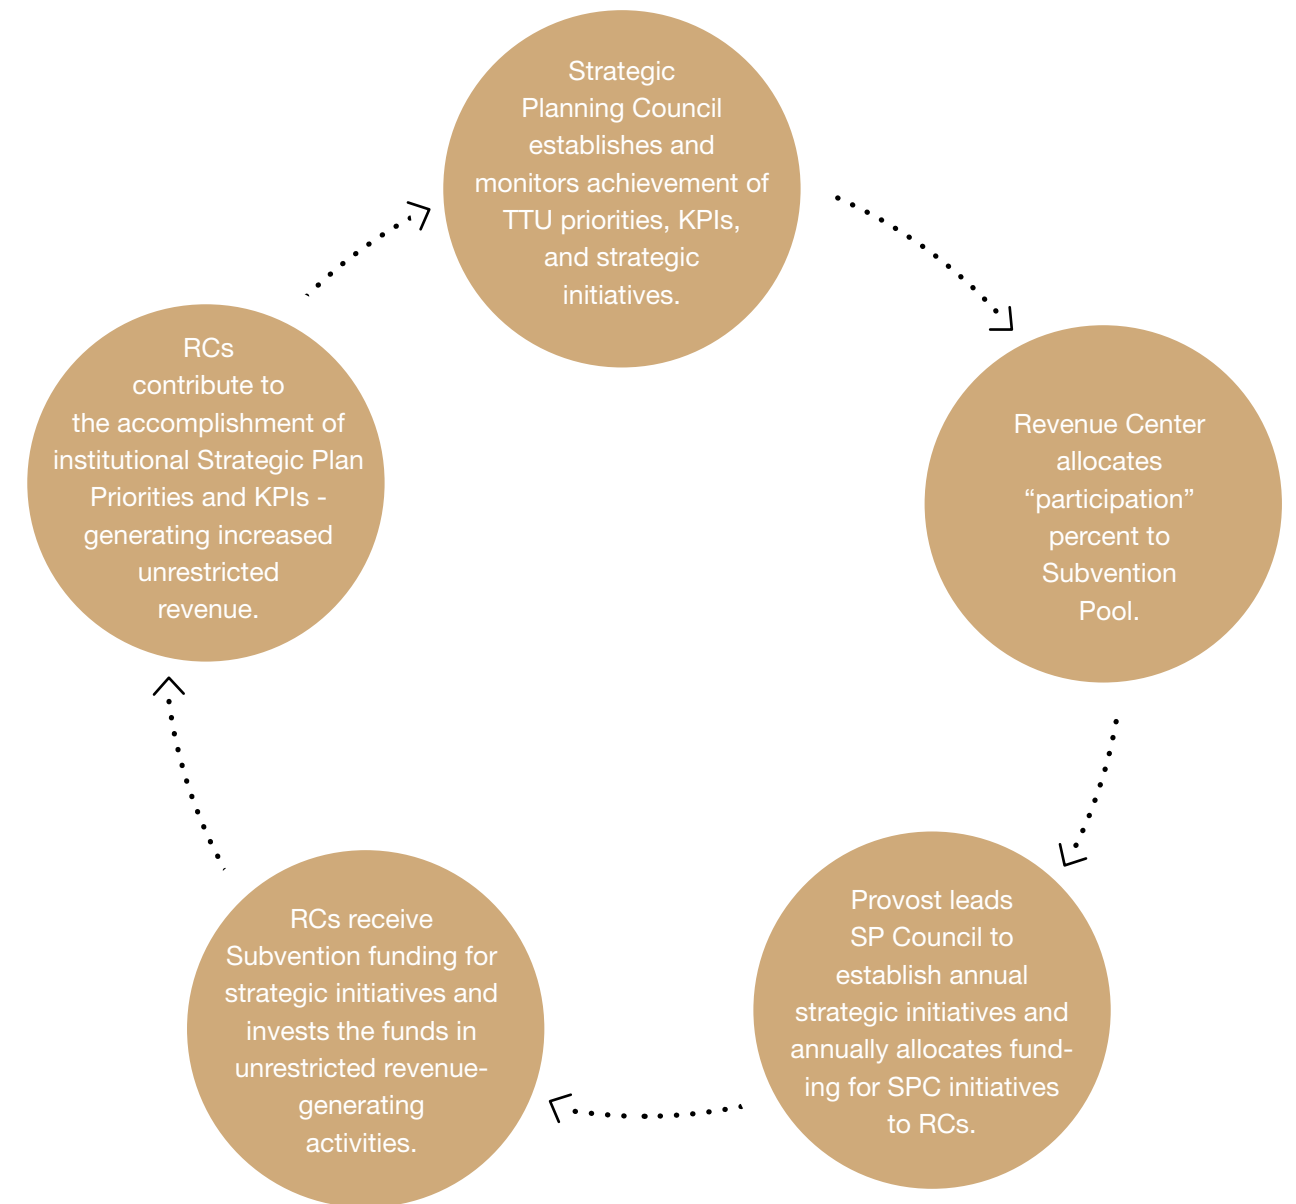 Strategic
Planning Council
establishes and
monitors achievement of
TTU priorities, KPIs,
and strategic
initiatives.
Revenue Center
allocates
“participation”
percent to
Subvention
Pool.
Provost leads
SP Council to
establish annual
strategic initiatives and
annually allocates fund-
ing for SPC initiatives
to RCs.
RCs receive
Subvention funding for
strategic initiatives and
invests the funds in
unrestricted revenue-
generating
activities.
RCs
contribute to
the accomplishment of
institutional Strategic Plan
Priorities and KPIs -
generating increased
unrestricted
revenue.